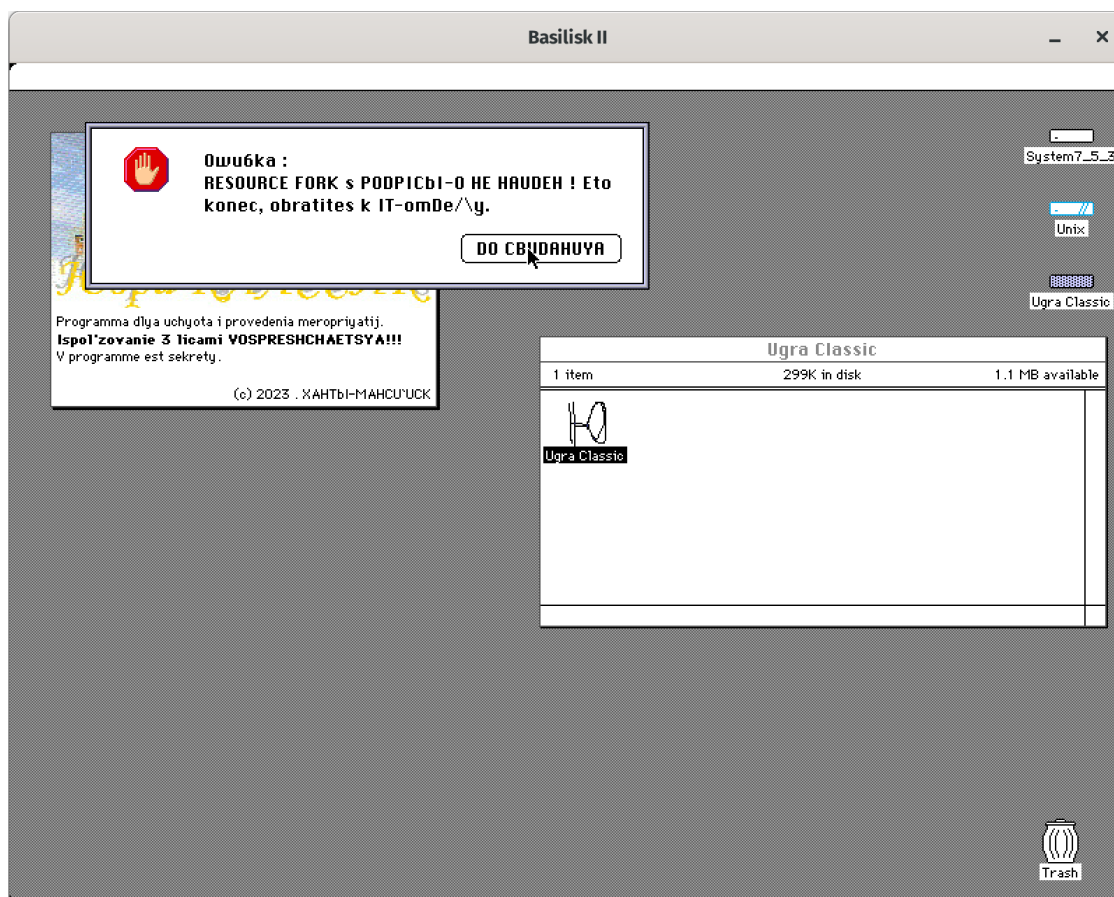 Basilisk II
Owu6ka :
RESOURCE FORK s PODPICbI-O HE HAUDEH ! Eto
konec, obratites k IT-omDe/\y.
DO CBUDAHUYA
Programma dlya uchyota i provedenia meropriyatij.
Ispol'zovanie 3 licami VOSPRESHCHAETSYA!!!
V programme est sekrety.
(c) 2023 . XAHTbI-MAHCU'UCK
System7_5_3
Unix
Ugra Classic
Ugra Classic
1 item 299K in disk 1.1 MB available
Ugra Classic
Trash